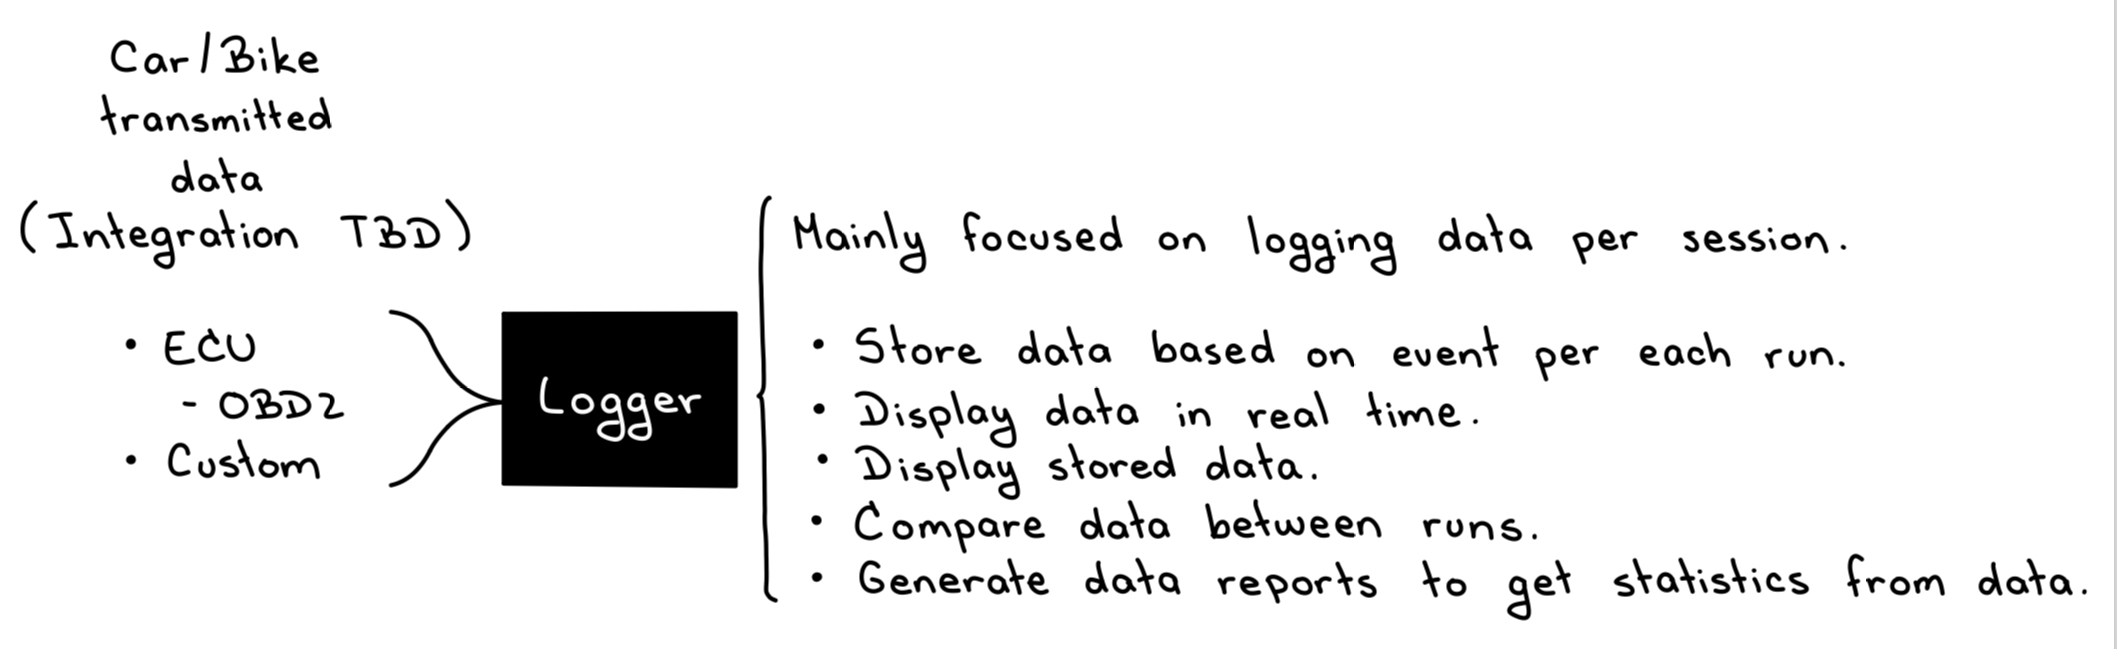 Car/Bike
transmitted
data
(Integration TBD)
• ECU
- OBD2
• Custom
Logger
Mainly focused on logging data per session.
• Store data based on event per each run.
• Display data in real time.
• Display stored data.
• Compare data between runs.
• Generate data reports to get statistics from data.